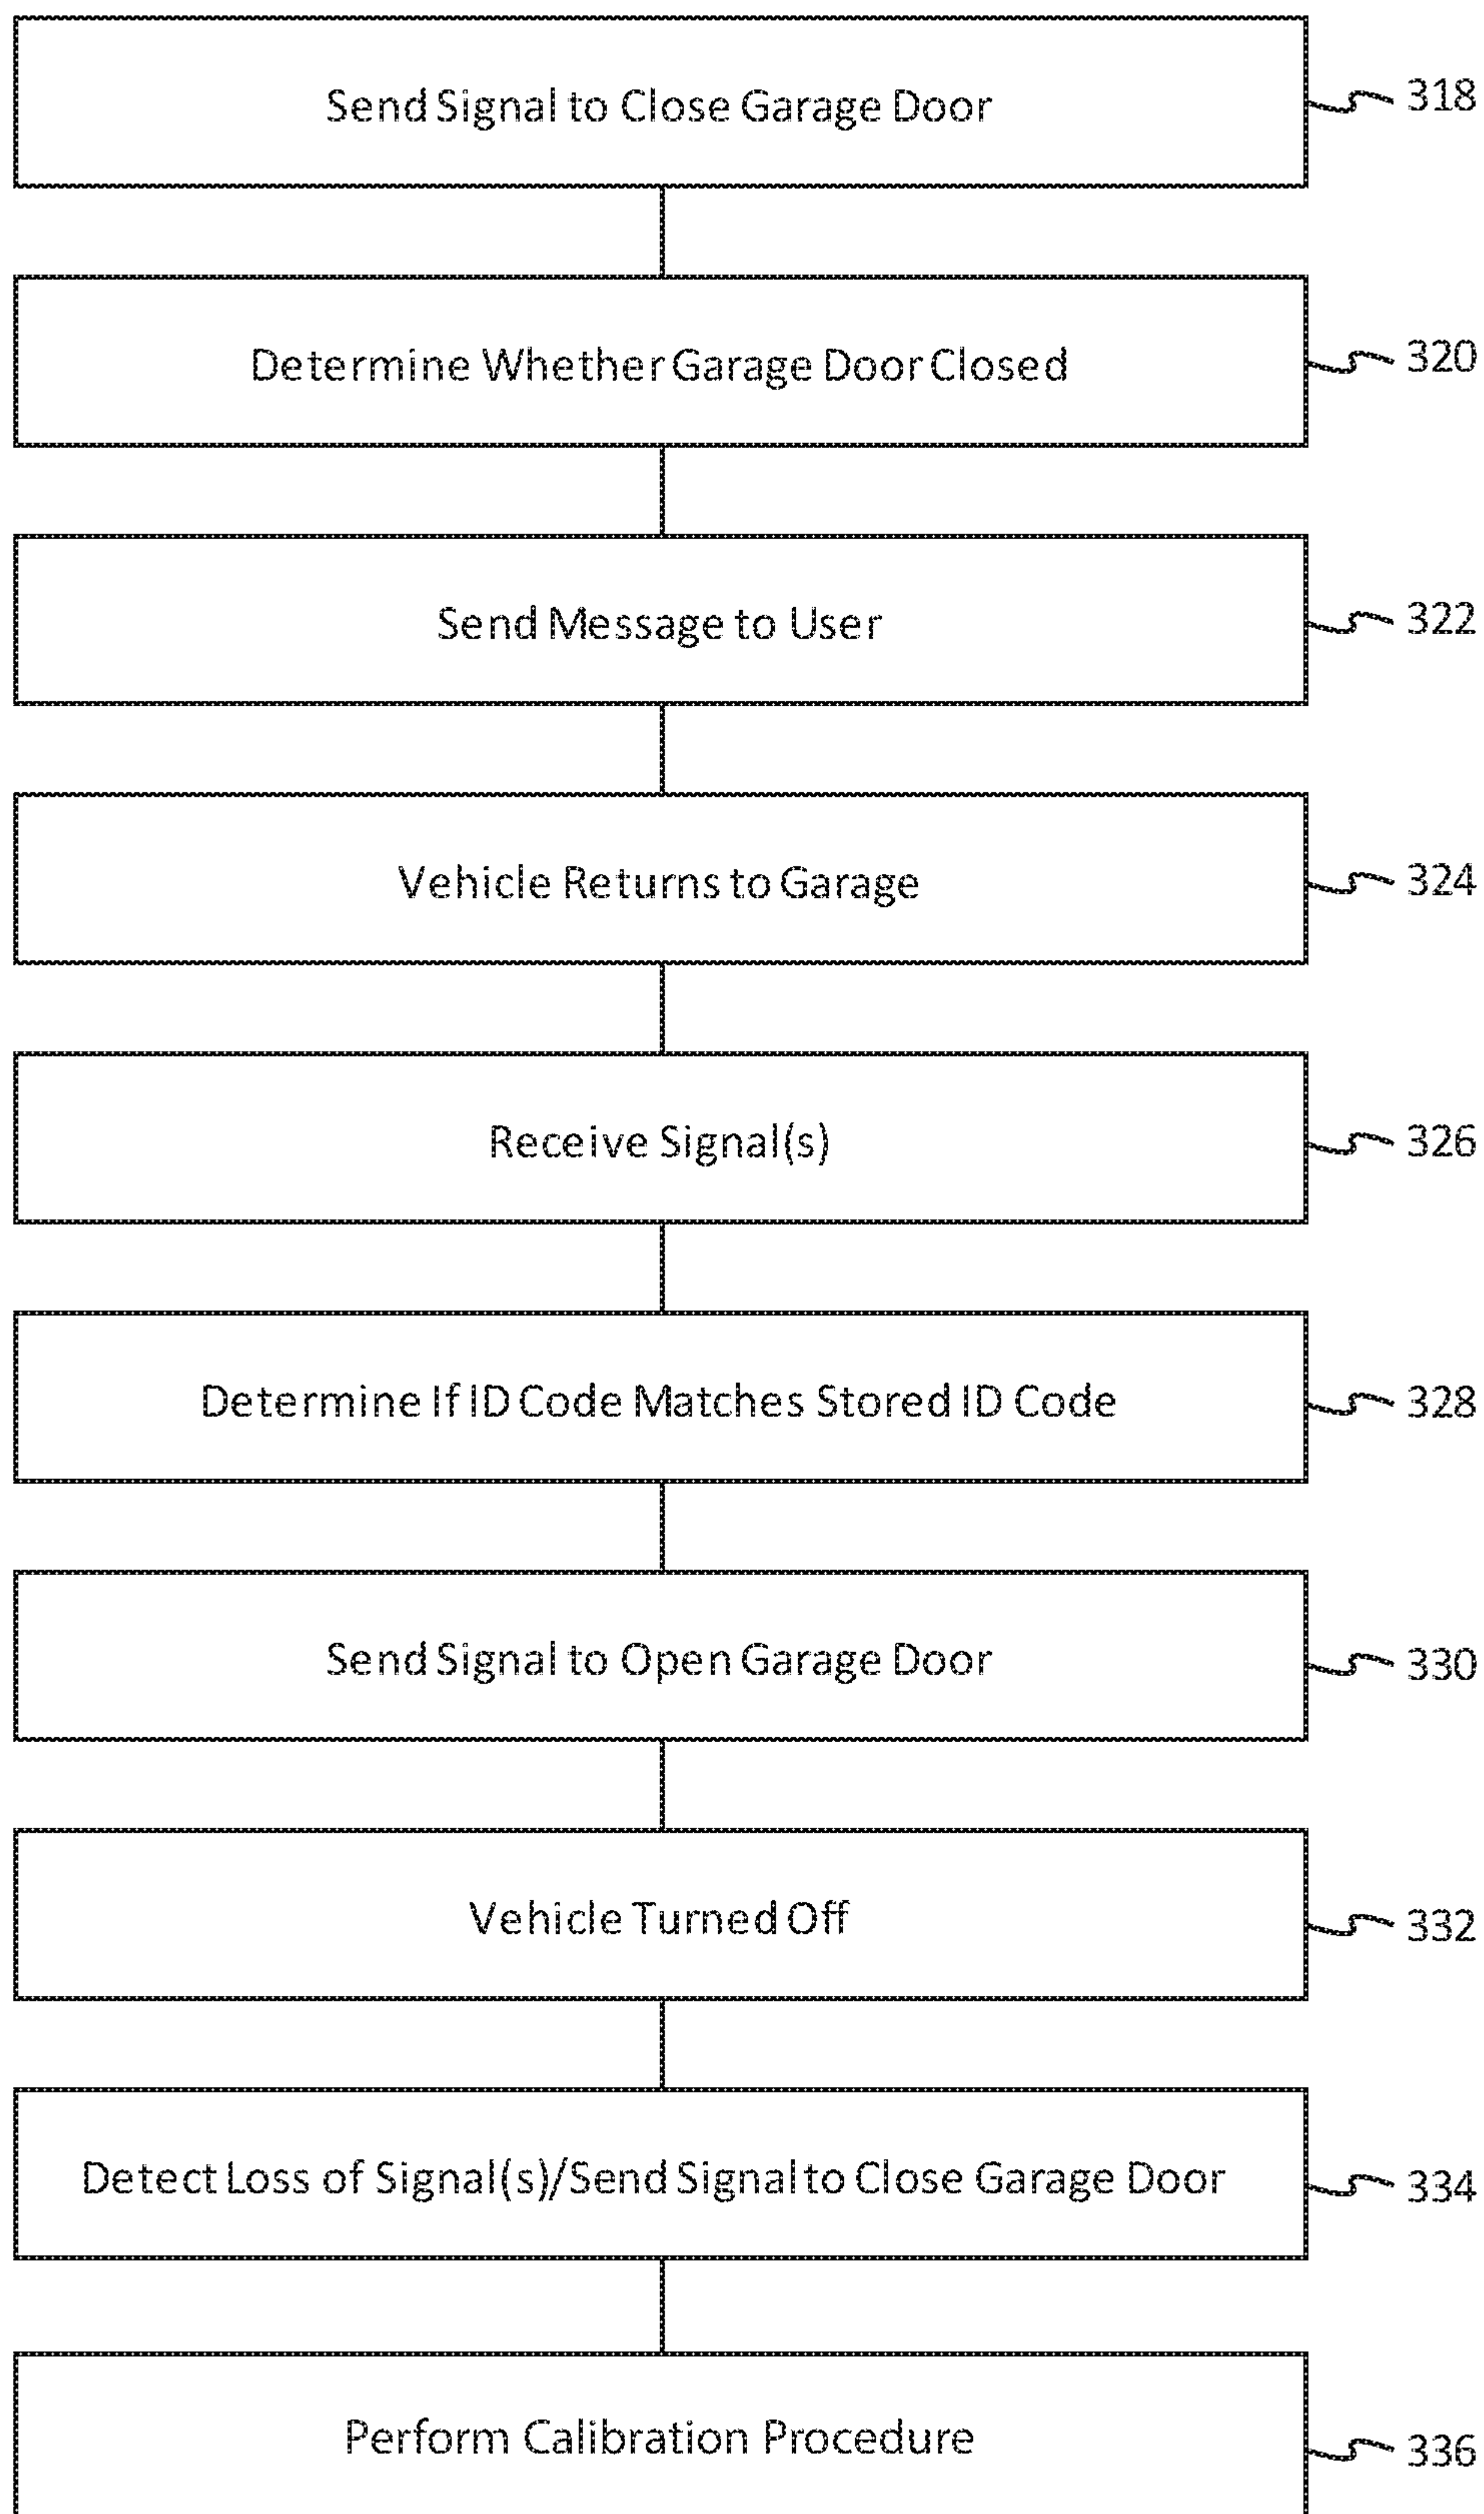 Send Signal to Close Garage Door 318
Determine Whether Garage Door Closed 320
Send Message to User 322
Vehicle Returns to Garage 324
Receive Signal(s) 326
Determine If ID Code Matches Stored ID Code 328
Send Signal to Open Garage Door 330
Vehicle Turned Off 332
Detect Loss of Signal(s)/Send Signal to Close Garage Door 334
Perform Calibration Procedure 336